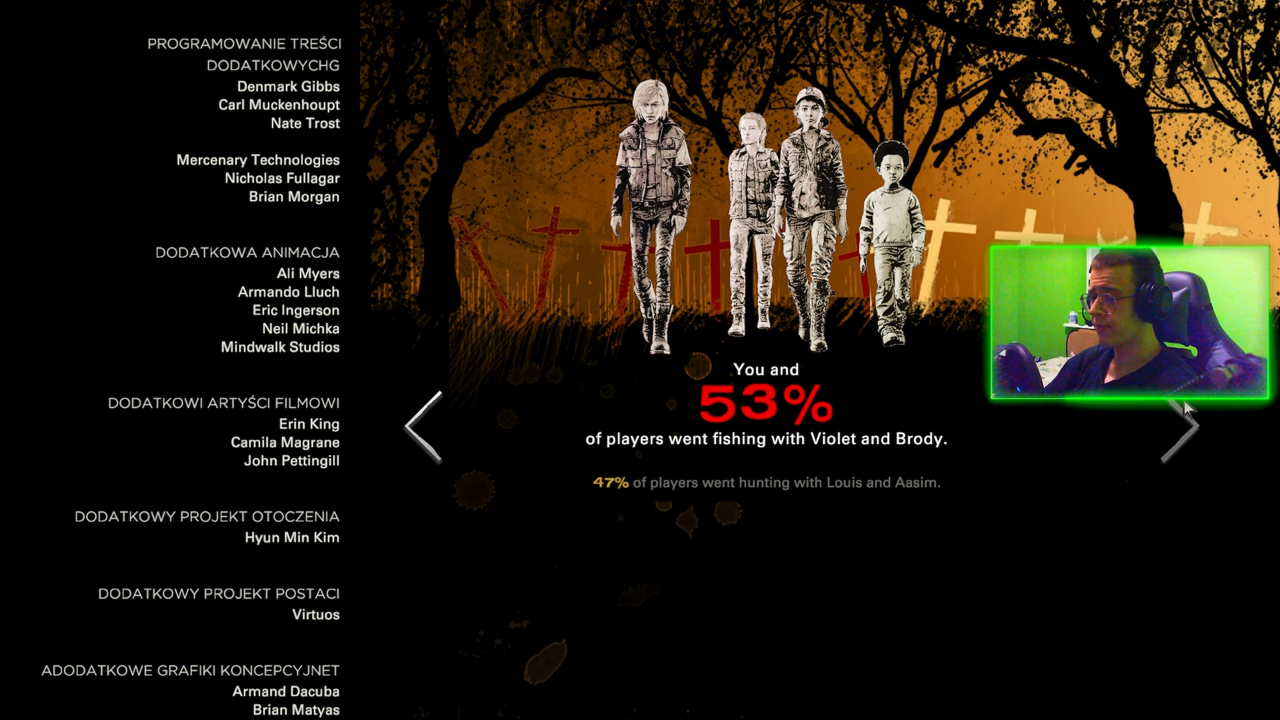 PROGRAMOWANIE TREŚCI
DODATKOWYCHG
Denmark Gibbs
Carl Muckenhoupt
Nate Trost
Mercenary Technologies
Nicholas Fullagar
Brian Morgan
DODATKOWA ANIMACJA
Ali Myers
Armando Lluch
Eric Ingerson
Neil Michka
Mindwalk Studios
DODATKOWI ARTYŚCI FILMOWI
Erin King
Camila Magrane
John Pettingill
DODATKOWY PROJEKT OTOCZENIA
Hyun Min Kim
DODATKOWY PROJEKT POSTACI
Virtuos
ADODATKOWE GRAFIKI KONCEPCYJNET
Armand Dacuba
Brian Matyas
You and
53%
of players went fishing with Violet and Brody.
47% of players went hunting with Louis and Aasim.